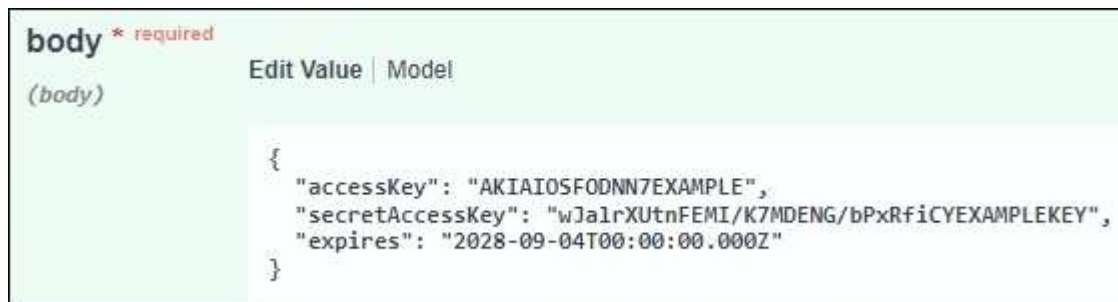 body * required
Edit Value | Model
(body)
{
"accessKey": "AKIAIOSFODNN7EXAMPLE",
"secretAccessKey": "wJalrXUtnFEMI/K7MDENG/bPxRfiCYEXAMPLEKEY",
"expires": "2028-09-04T00:00:00.000Z"
}